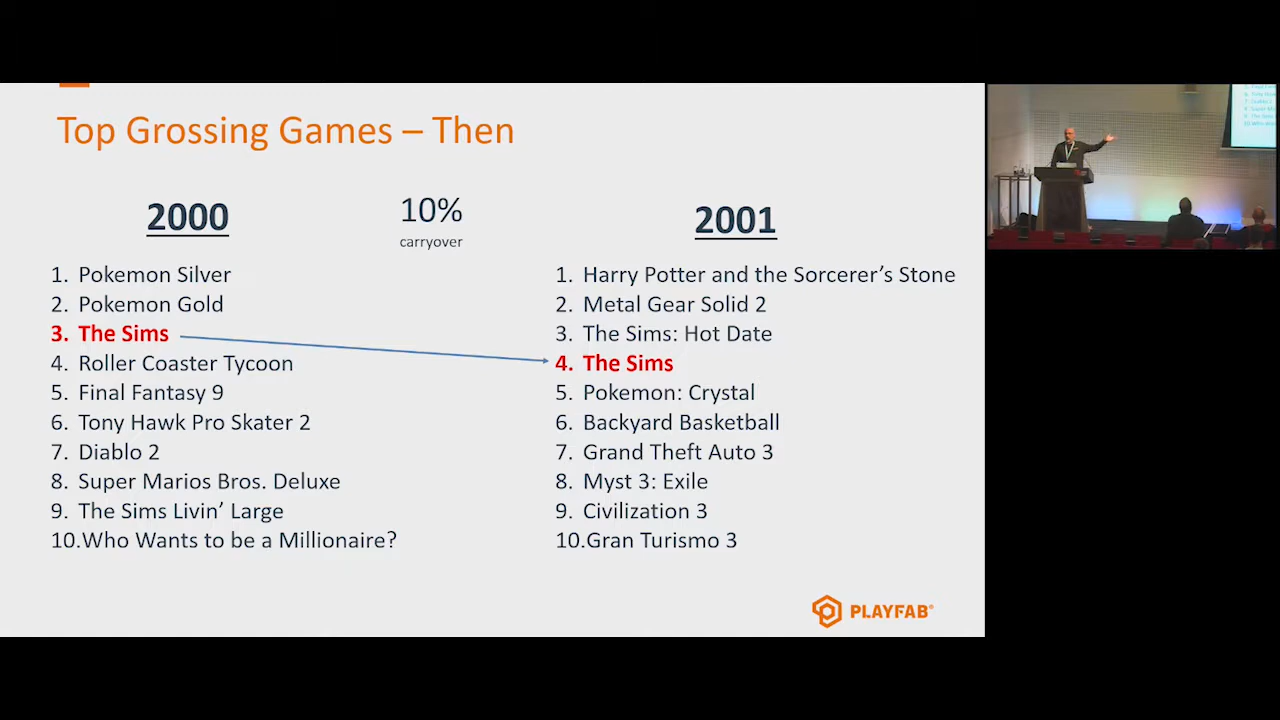 Top Grossing Games – Then
2000
10%
carryover
2001
1. Pokemon Silver
2. Pokemon Gold
3. The Sims
4. Roller Coaster Tycoon
5. Final Fantasy 9
6. Tony Hawk Pro Skater 2
7. Diablo 2
8. Super Marios Bros. Deluxe
9. The Sims Livin’ Large
10.Who Wants to be a Millionaire?
1. Harry Potter and the Sorcerer’s Stone
2. Metal Gear Solid 2
3. The Sims: Hot Date
4. The Sims
5. Pokemon: Crystal
6. Backyard Basketball
7. Grand Theft Auto 3
8. Myst 3: Exile
9. Civilization 3
10.Gran Turismo 3
PLAYFAB